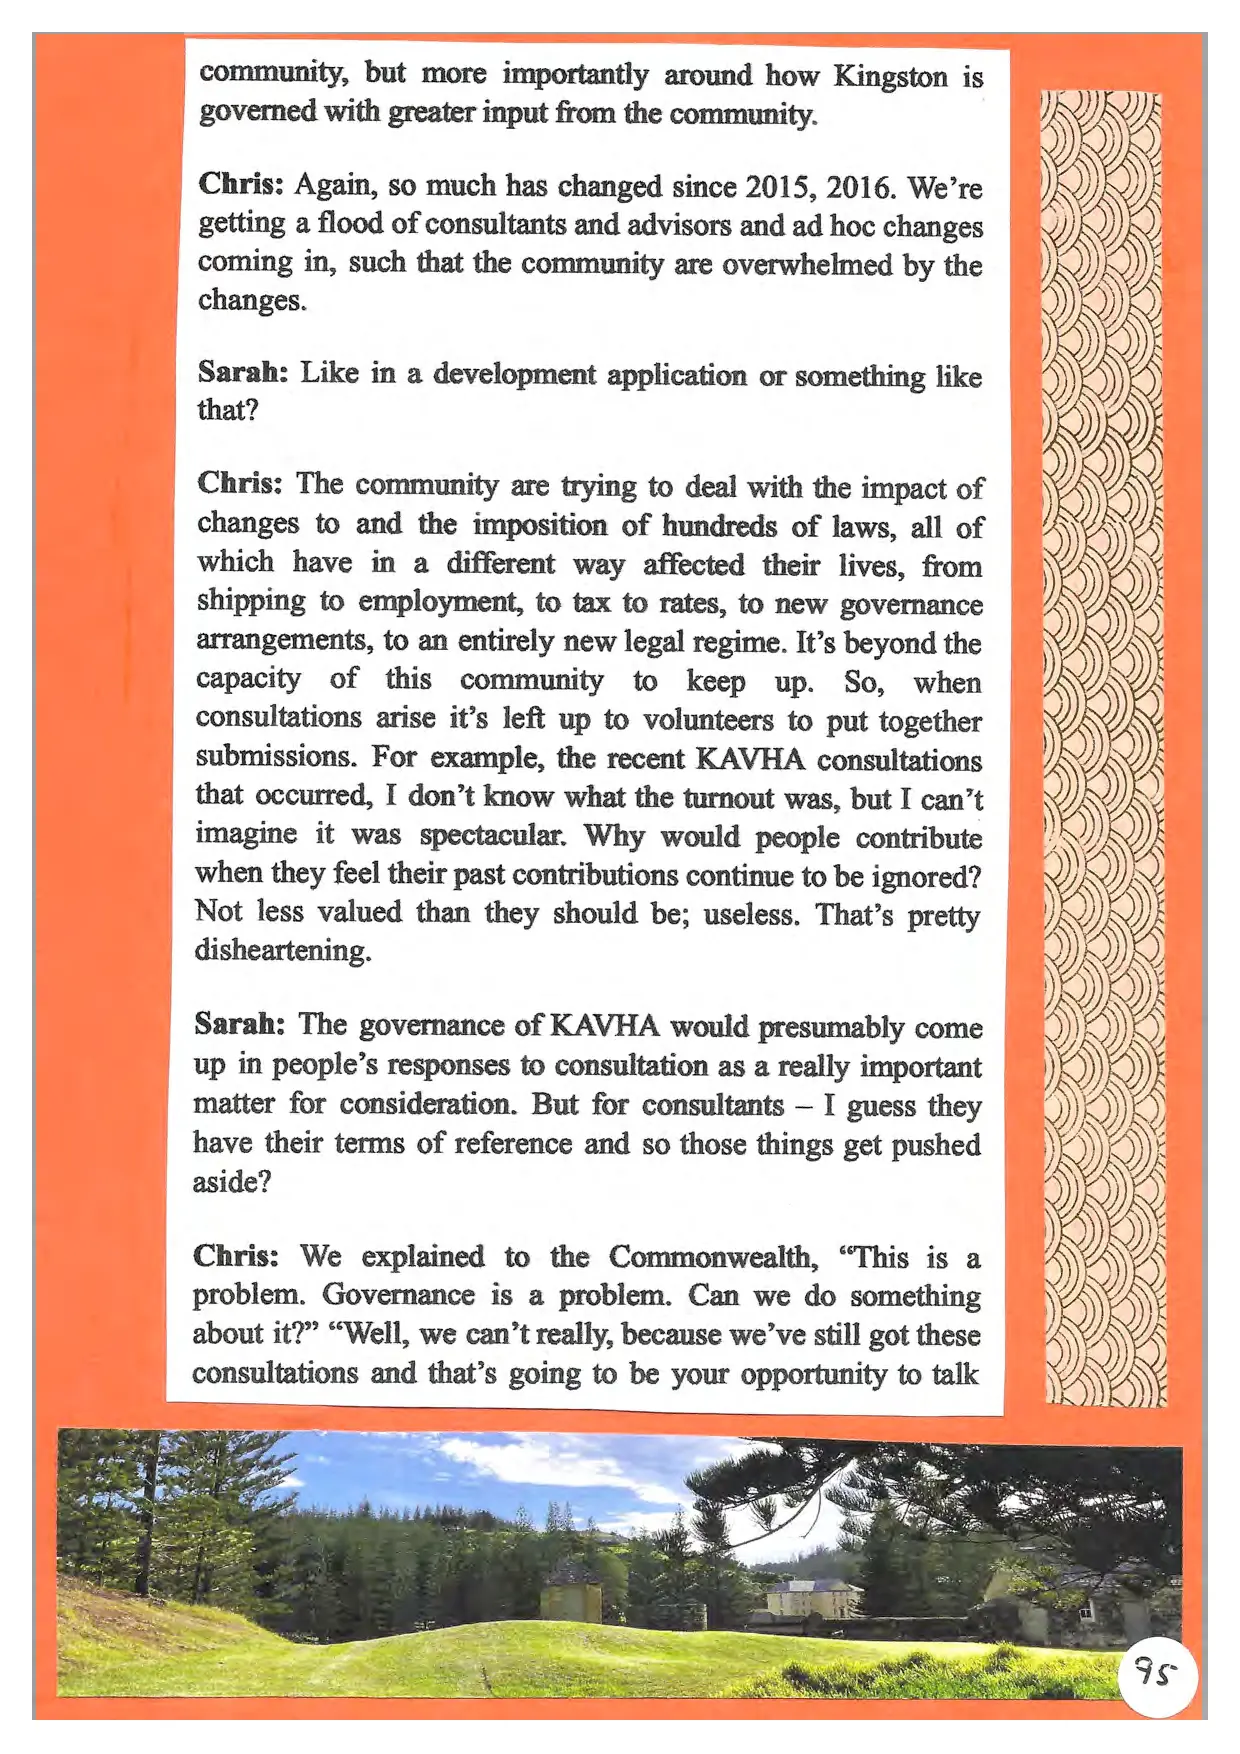 community, but more importantly around how Kingston is
governed with greater input from the community.
Chris: Again, so much has changed since 2015, 2016. We're
getting a flood of consultants and advisors and ad hoc changes
coming in, such that the community are overwhelmed by the
changes.
Sarah: Like in a development application or something like
that?
Chris: The community are trying to deal with the impact of
changes to and the imposition of hundreds of laws, all of
which have in a different way affected their lives, from
shipping to employment, to tax to rates, to new governance
arrangements, to an entirely new legal regime. It's beyond the
capacity of this community to keep up. So, when
consultations arise it's left up to volunteers to put together
submissions. For example, the recent KAVHA consultations
that occurred, I don't know what the turnout was, but I can't
imagine it was spectacular. Why would people contribute
when they feel their past contributions continue to be ignored?
Not less valued than they should be; useless. That's pretty
disheartening.
Sarah: The governance of KAVHA would presumably come
up in people's responses to consultation as a really important
matter for consideration. But for consultants – I guess they
have their terms of reference and so those things get pushed
aside?
Chris: We explained to the Commonwealth, “This is a
problem. Governance is a problem. Can we do something
about it?” “Well, we can't really, because we've still got these
consultations and that's going to be your opportunity to talk
95